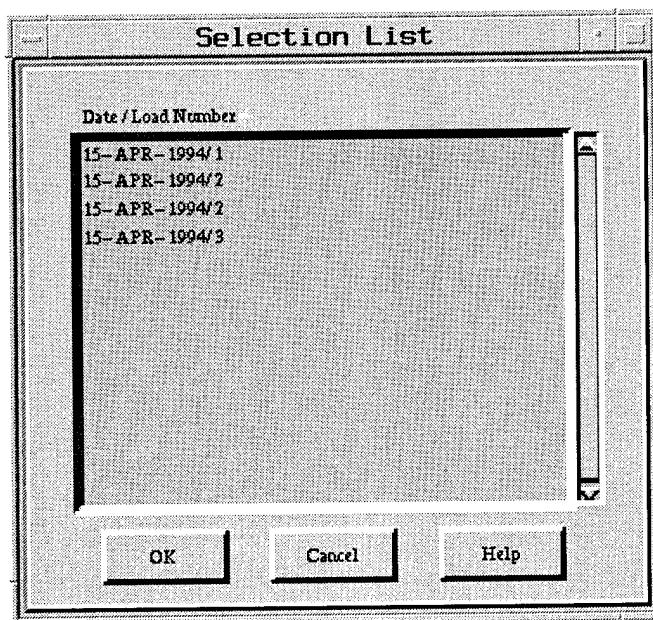 Selection List
Date / Load Number
15-APR-1994/1
15-APR-1994/2
15-APR-1994/2
15-APR-1994/3
OK Cancel Help